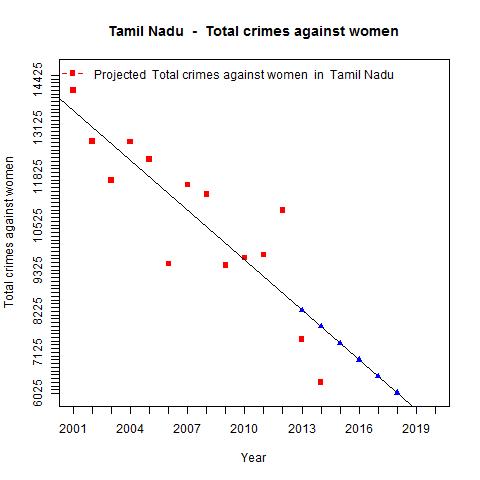 Tamil Nadu - Total crimes against women
Projected Total crimes against women in Tamil Nadu
Total crimes against women
14425
13125
11825
10525
9325
8225
7125
6025
2001 2004 2007 2010 2013 2016 2019
Year